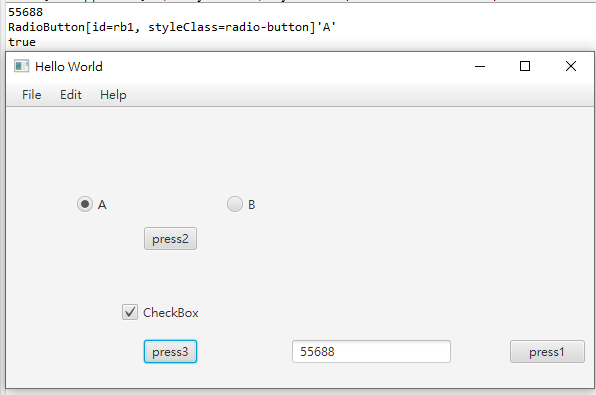 55688
RadioButton[id=rb1, styleClass=radio-button]'A'
true
Hello World
File Edit Help
A B
press2
CheckBox
press3 55688 press1